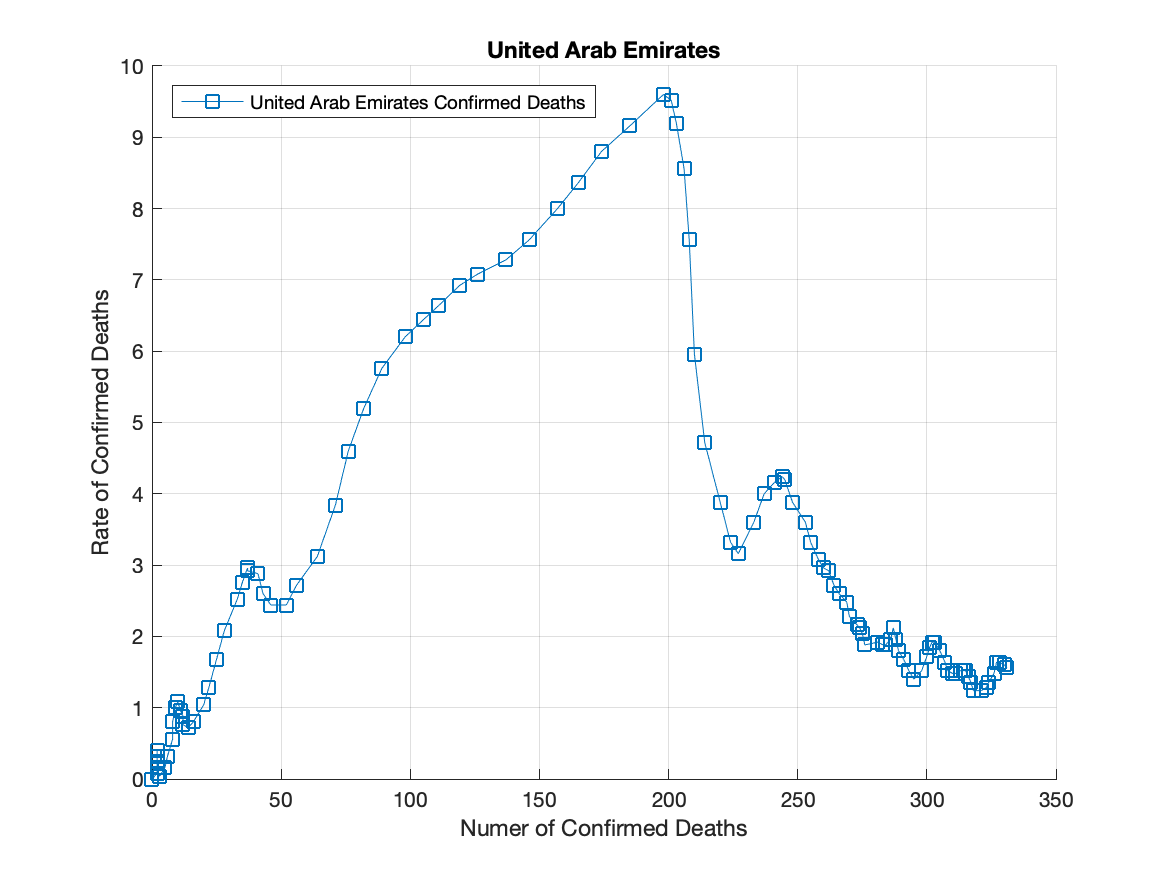 United Arab Emirates
United Arab Emirates Confirmed Deaths
10
9
8
7
6
5
4
3
2
1
0
Rate of Confirmed Deaths
0 50 100 150 200 250 300 350
Numer of Confirmed Deaths